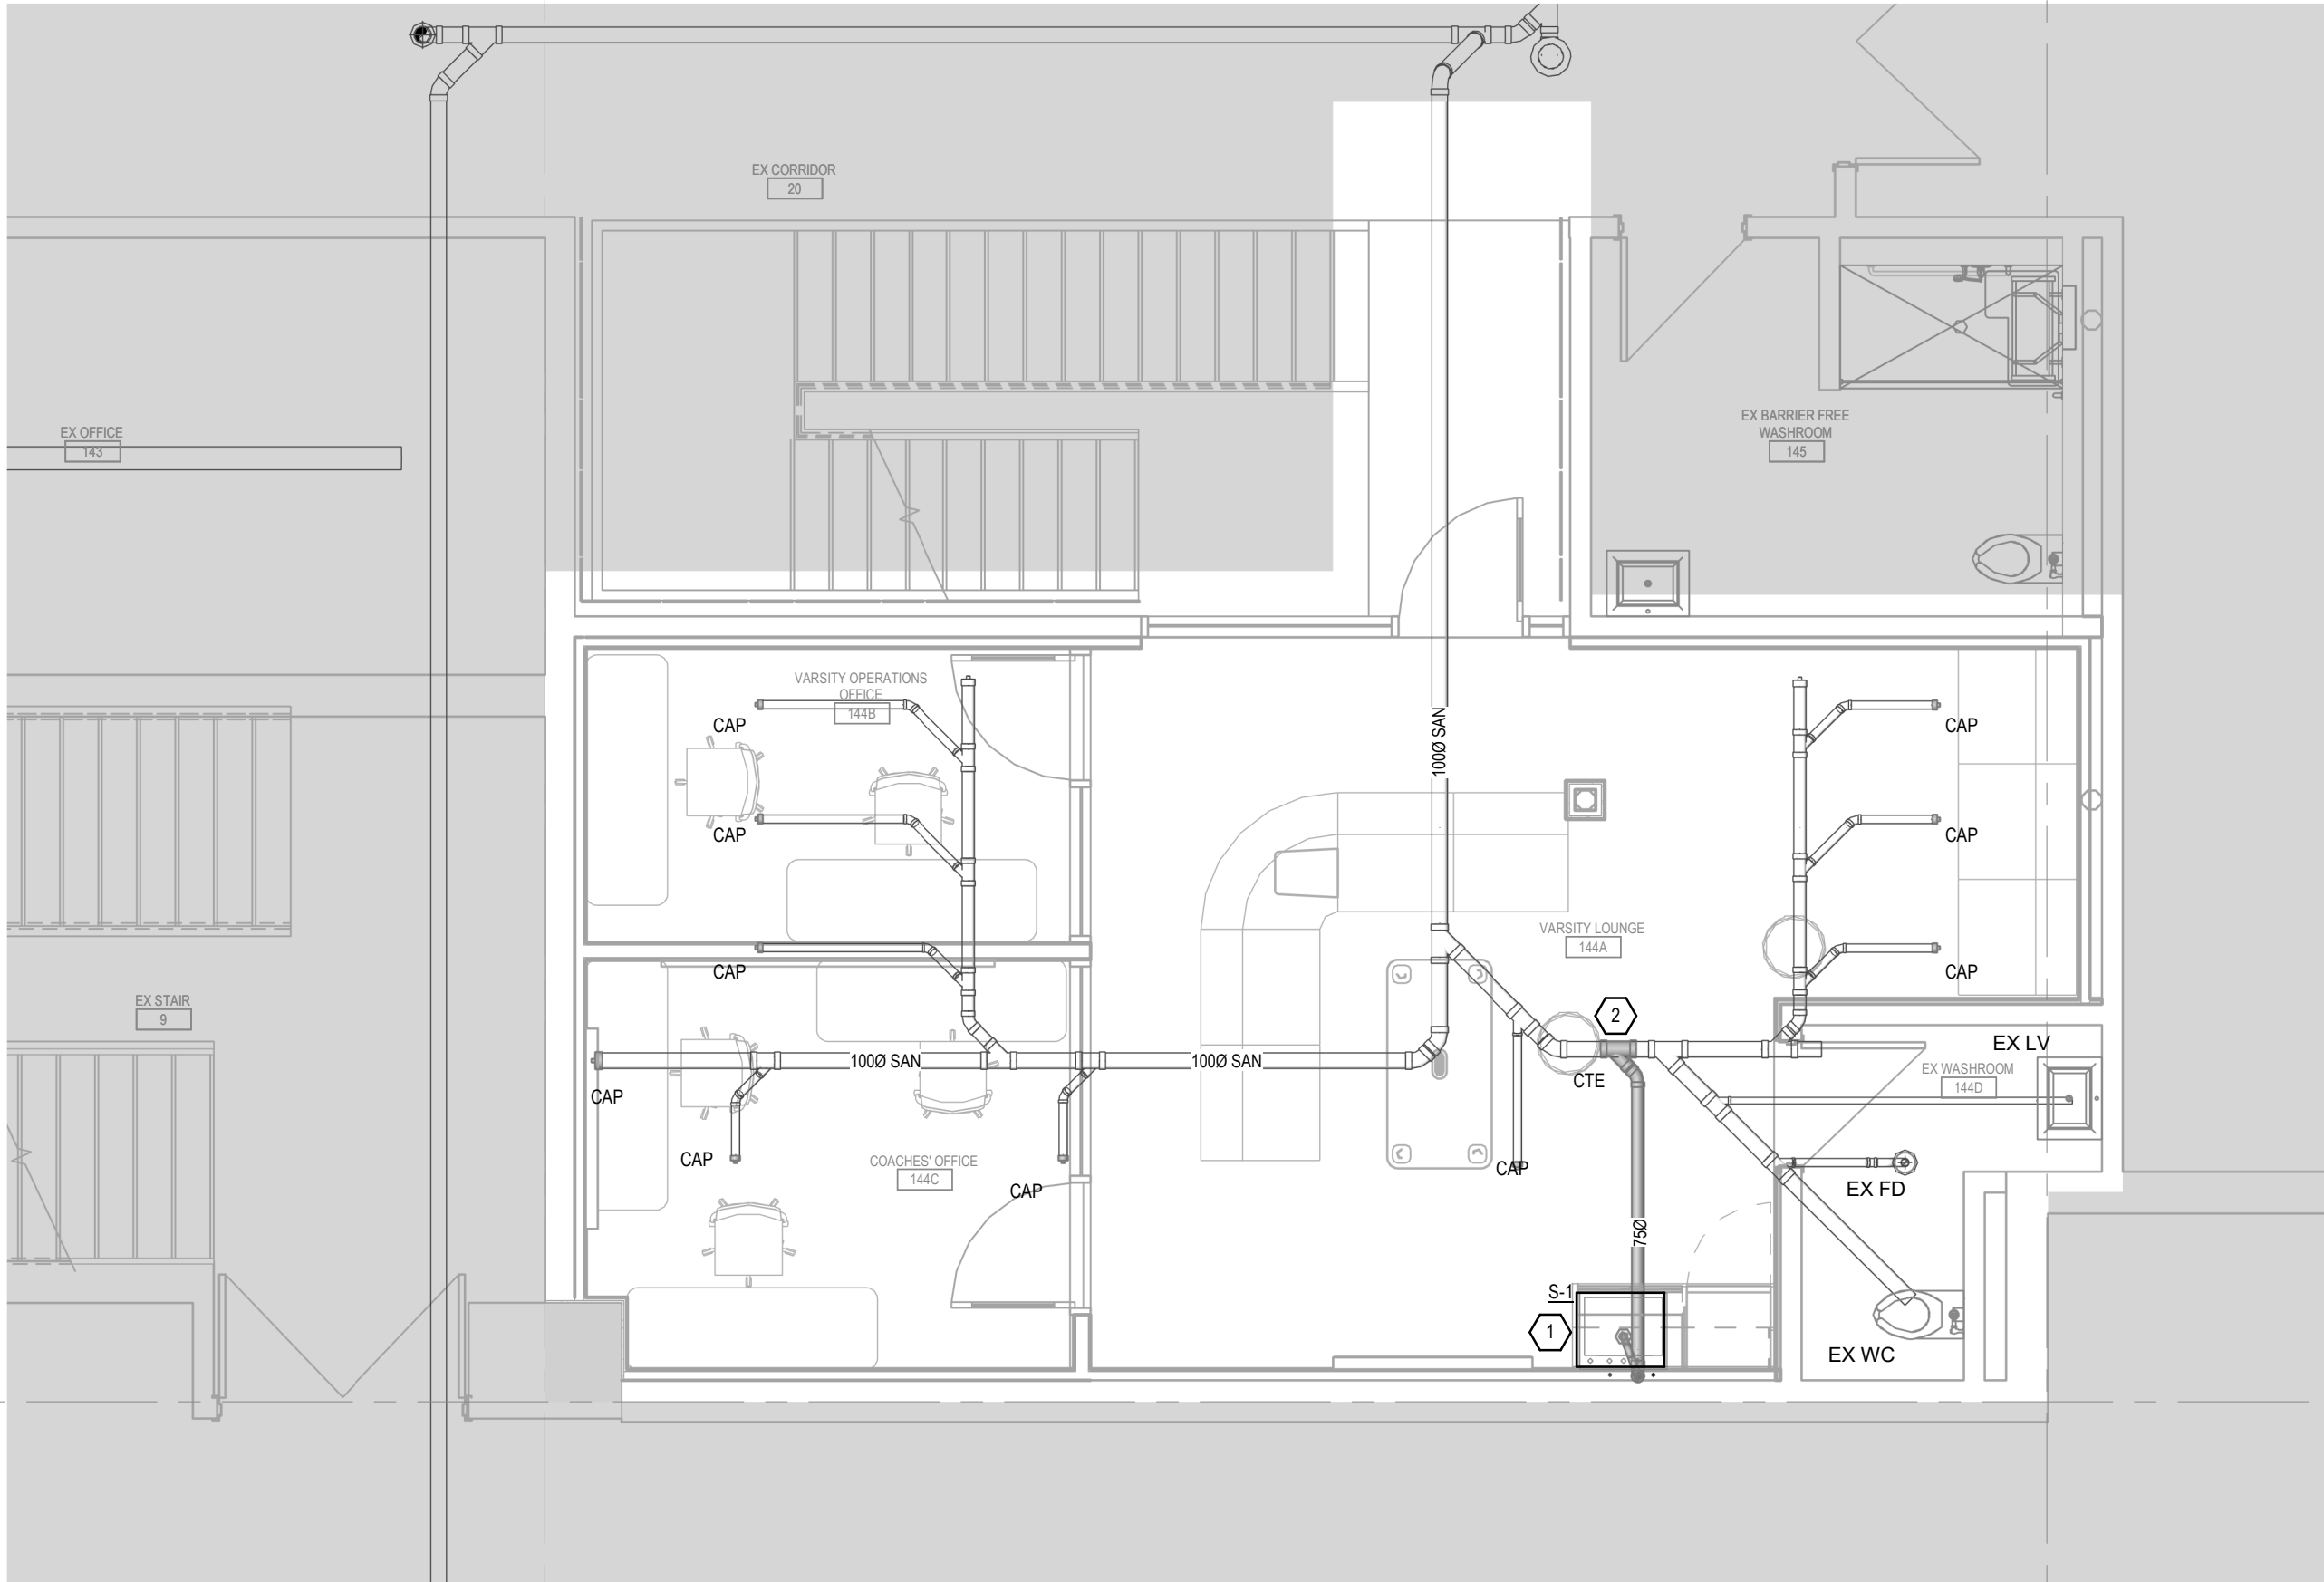 EX CORRIDOR
20
EX OFFICE
143
EX BARRIER FREE
WASHROOM
145
VARSITY OPERATIONS
OFFICE
144B
CAP
CAP
CAP
100Ø SAN
CAP
CAP
CAP
VARSITY LOUNGE
144A
EX STAIR
9
2
100Ø SAN
100Ø SAN
CTE
EX LV
EX WASHROOM
144D
CAP
CAP
COACHES' OFFICE
144C
CAP
CAP
EX FD
75Ø
S-1
1
EX WC